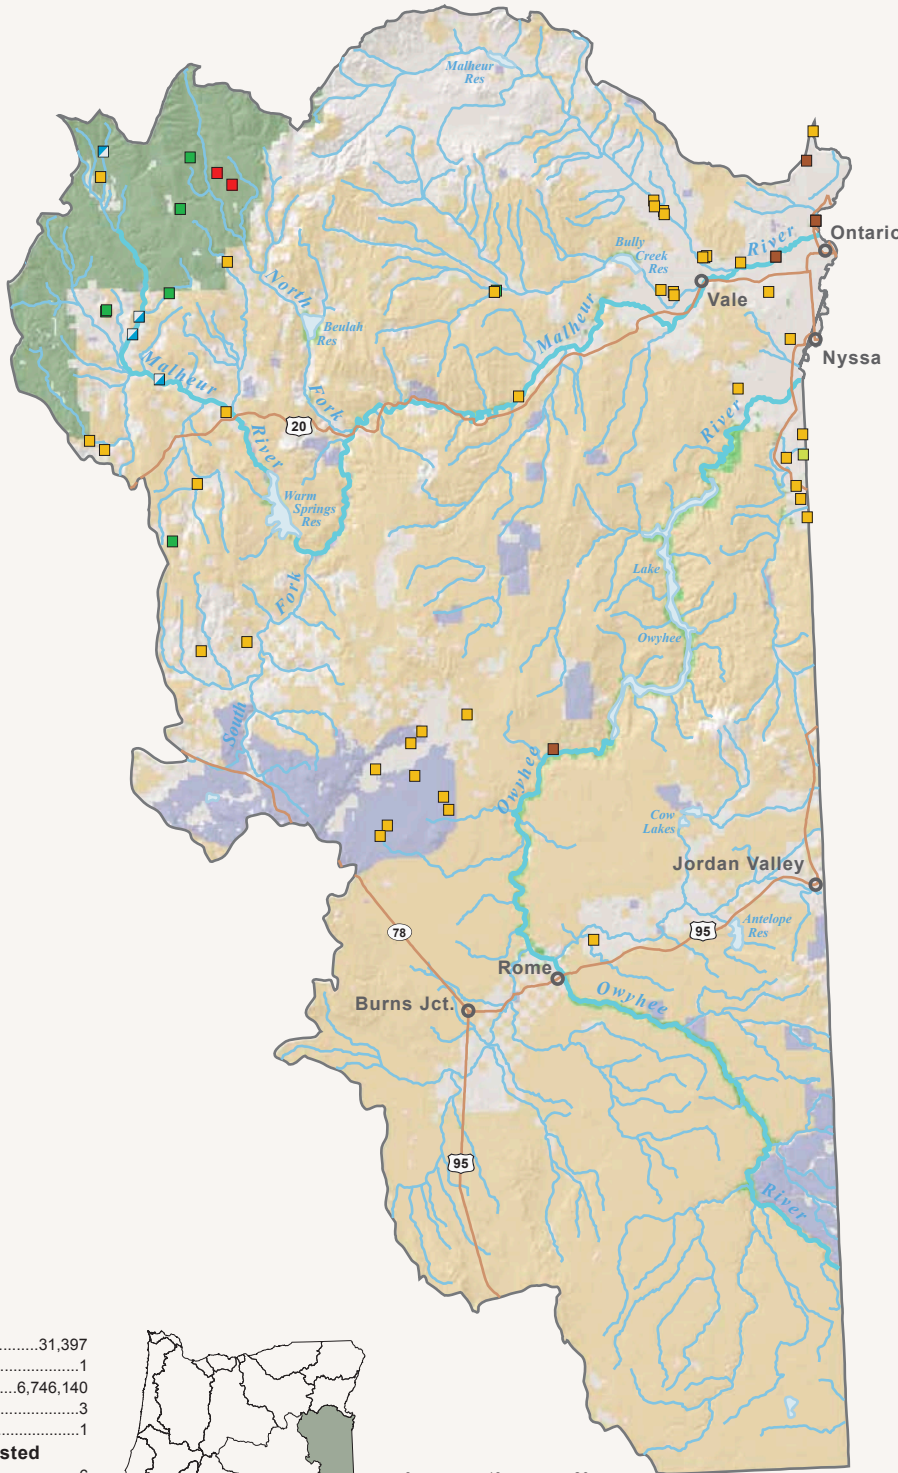 Malheur
Res
Ontario
River
Bully
Creek
Res
Vale
North
Beulah
Res
Malheur
Nyssa
Malheur
Fork
River
20
River
Warm
Springs
Res
Lake
Fork
Owyhee
South
Owyhee
Cow
Lakes
Jordan Valley
78
95
Antelope
Res
Rome
Burns Jct.
Owyhee
95
River
31,397
1
6,746,140
3
1